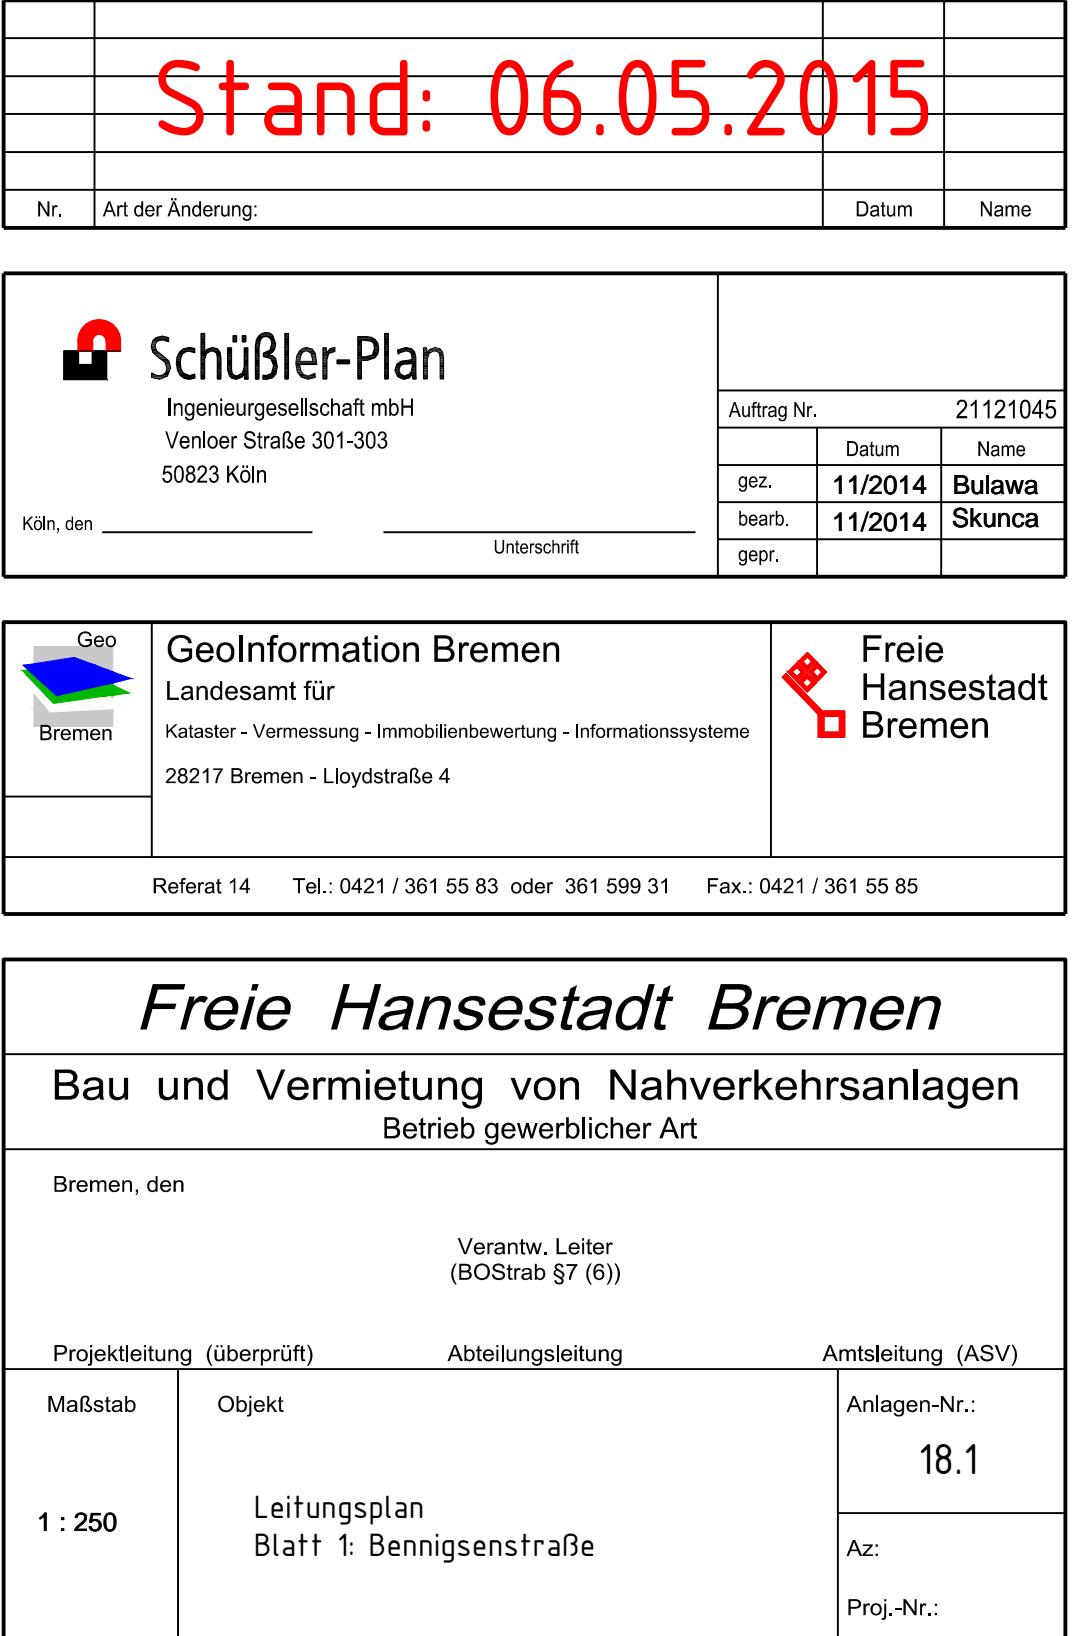 Stand: 06.05.2015
Nr. Art der Änderung: Datum Name
Schüßler-Plan
Ingenieurgesellschaft mbH
Venloer Straße 301-303
50823 Köln
Köln, den
Unterschrift
Auftrag Nr. 21121045
Datum Name
gez. 11/2014 Bulawa
bearb. 11/2014 Skunca
gepr.
Geo
Bremen
GeoInformation Bremen
Landesamt für
Kataster - Vermessung - Immobilienbewertung - Informationssysteme
28217 Bremen - Lloydstraße 4
Freie
Hansestadt
Bremen
Referat 14 Tel.: 0421 / 361 55 83 oder 361 599 31 Fax.: 0421 / 361 55 85
Freie Hansestadt Bremen
Bau und Vermietung von Nahverkehrsanlagen
Betrieb gewerblicher Art
Bremen, den
Verantw. Leiter
(BOStrab §7 (6))
Projektleitung (überprüft) Abteilungsleitung Amtsleitung (ASV)
Maßstab
1 : 250
Objekt
Leitungsplan
Blatt 1: Bennigsenstraße
Anlagen-Nr.:
18.1
Az:
Proj.-Nr.: